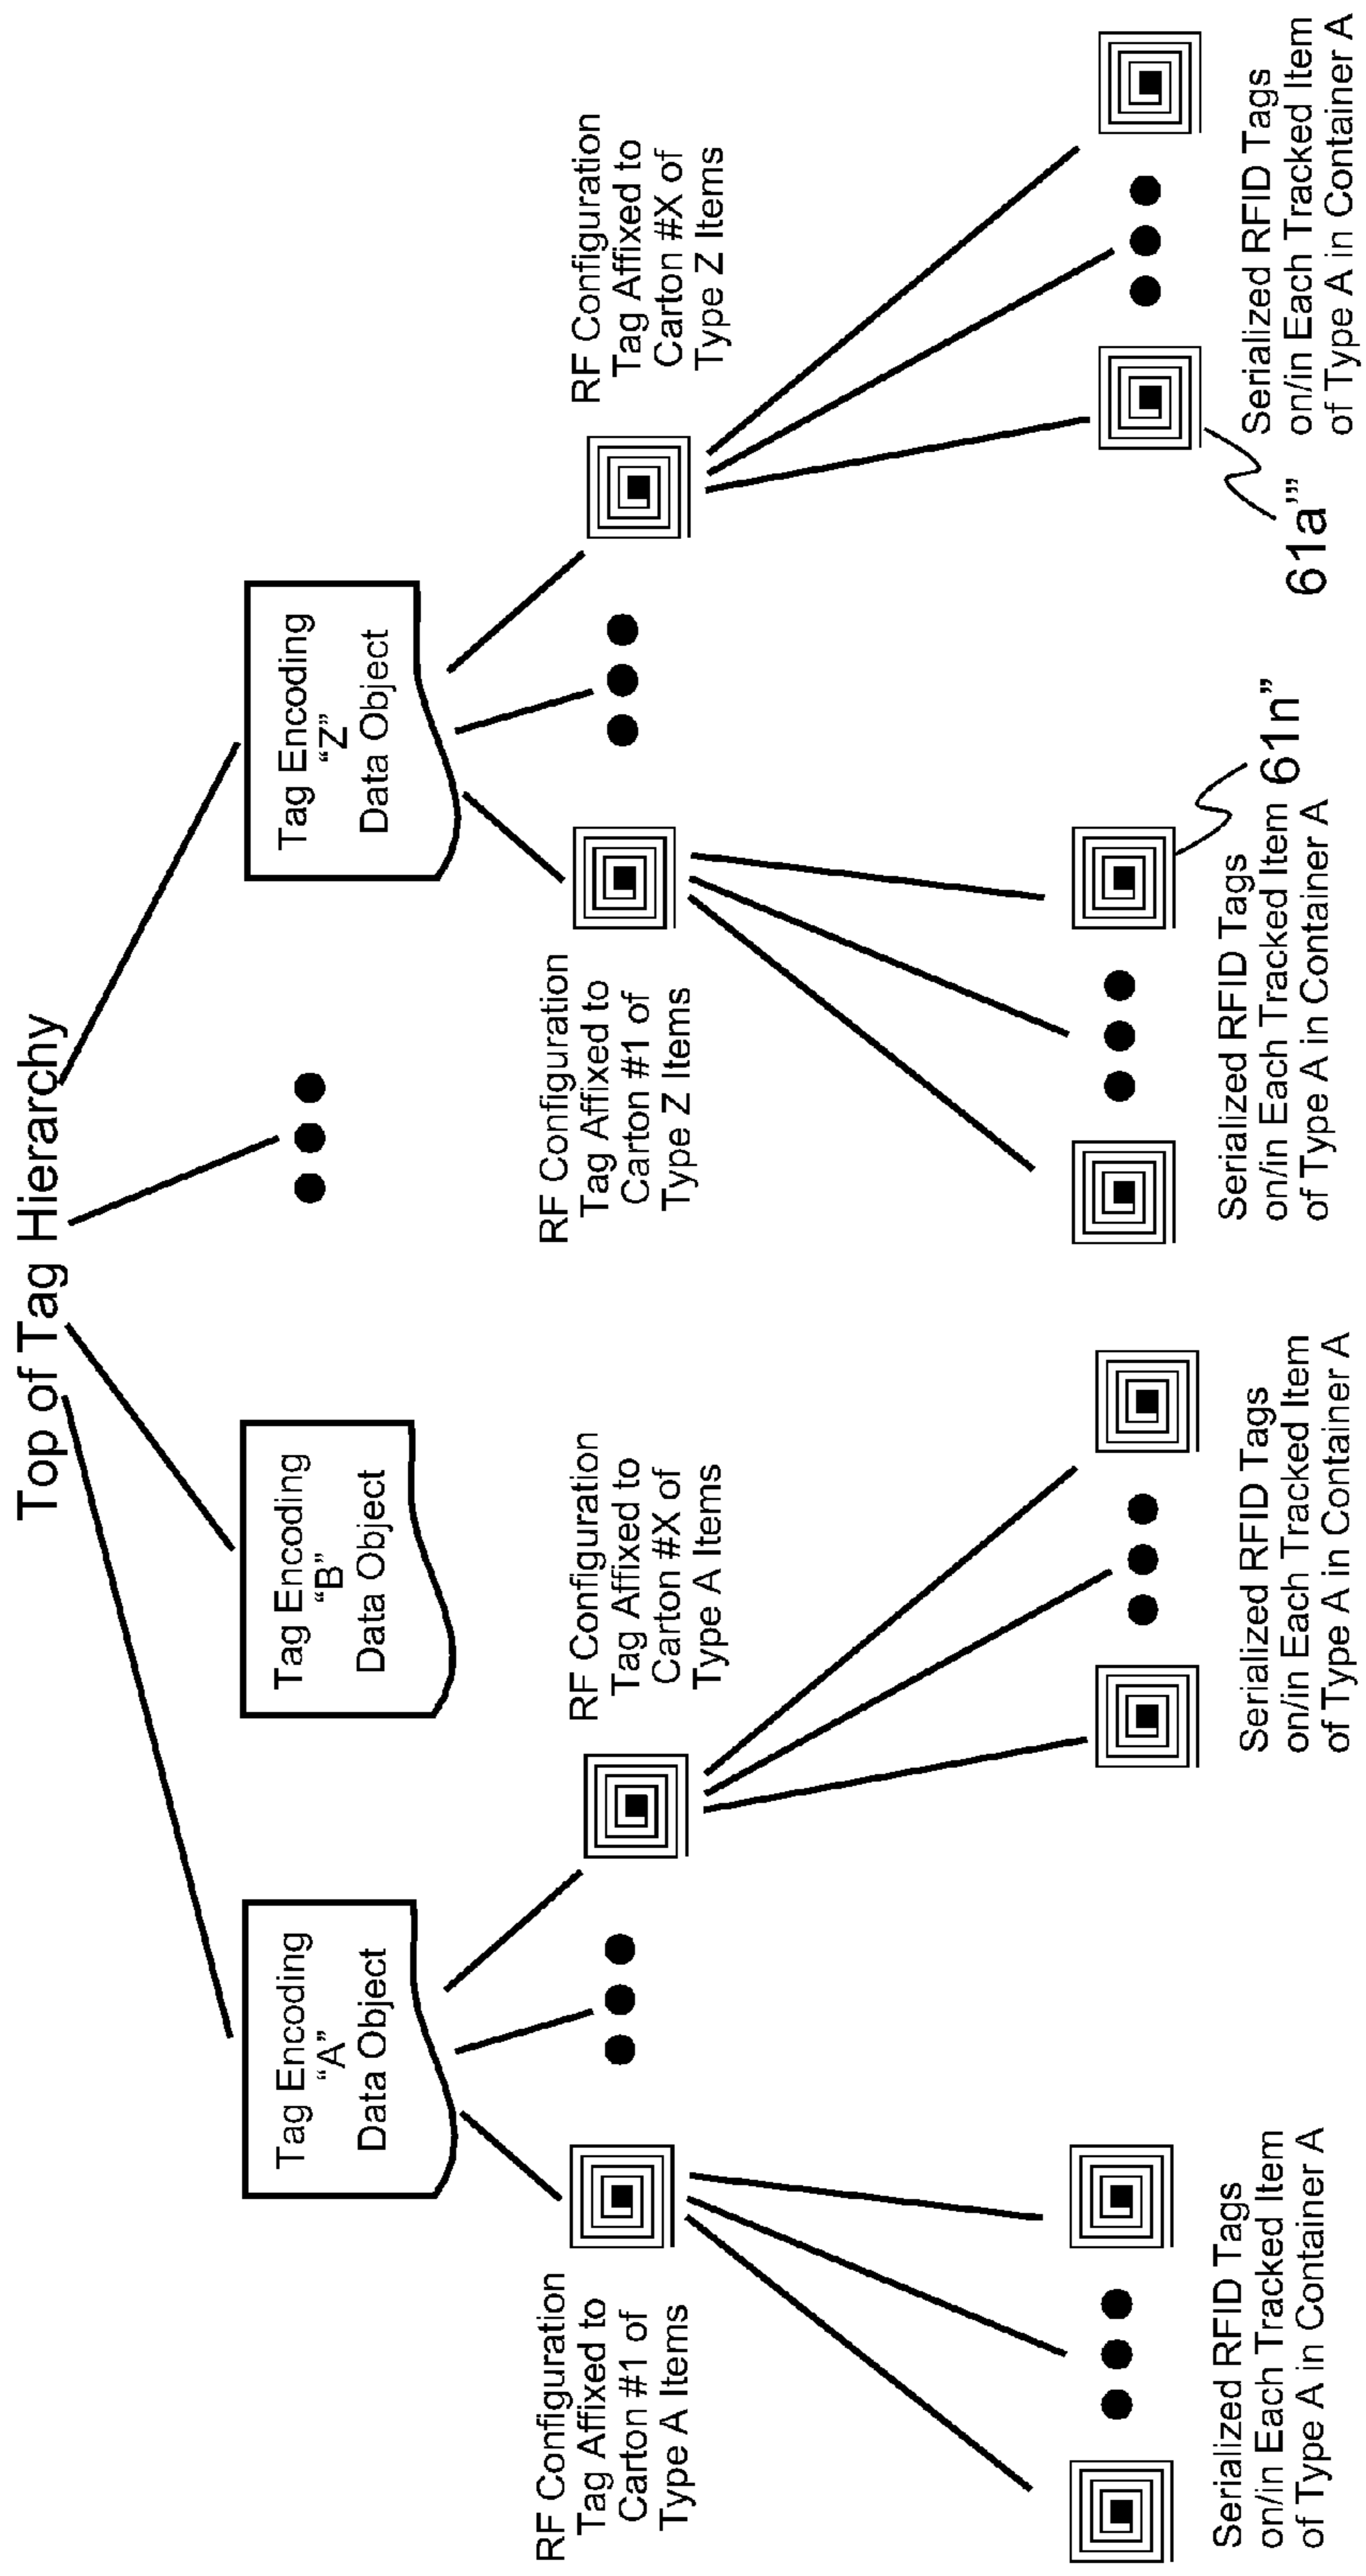 Top of Tag Hierarchy
Tag Encoding
“A”
Data Object
Tag Encoding
“B”
Data Object
Tag Encoding
“Z”
Data Object
RF Configuration
Tag Affixed to
Carton #1 of
Type A Items
RF Configuration
Tag Affixed to
Carton #X of
Type A Items
RF Configuration
Tag Affixed to
Carton #1 of
Type Z Items
RF Configuration
Tag Affixed to
Carton #X of
Type Z Items
Serialized RFID Tags
on/in Each Tracked Item
of Type A in Container A
Serialized RFID Tags
on/in Each Tracked Item
of Type A in Container A
Serialized RFID Tags
on/in Each Tracked Item
of Type A in Container A
61n”
61a”’
Serialized RFID Tags
on/in Each Tracked Item
of Type A in Container A